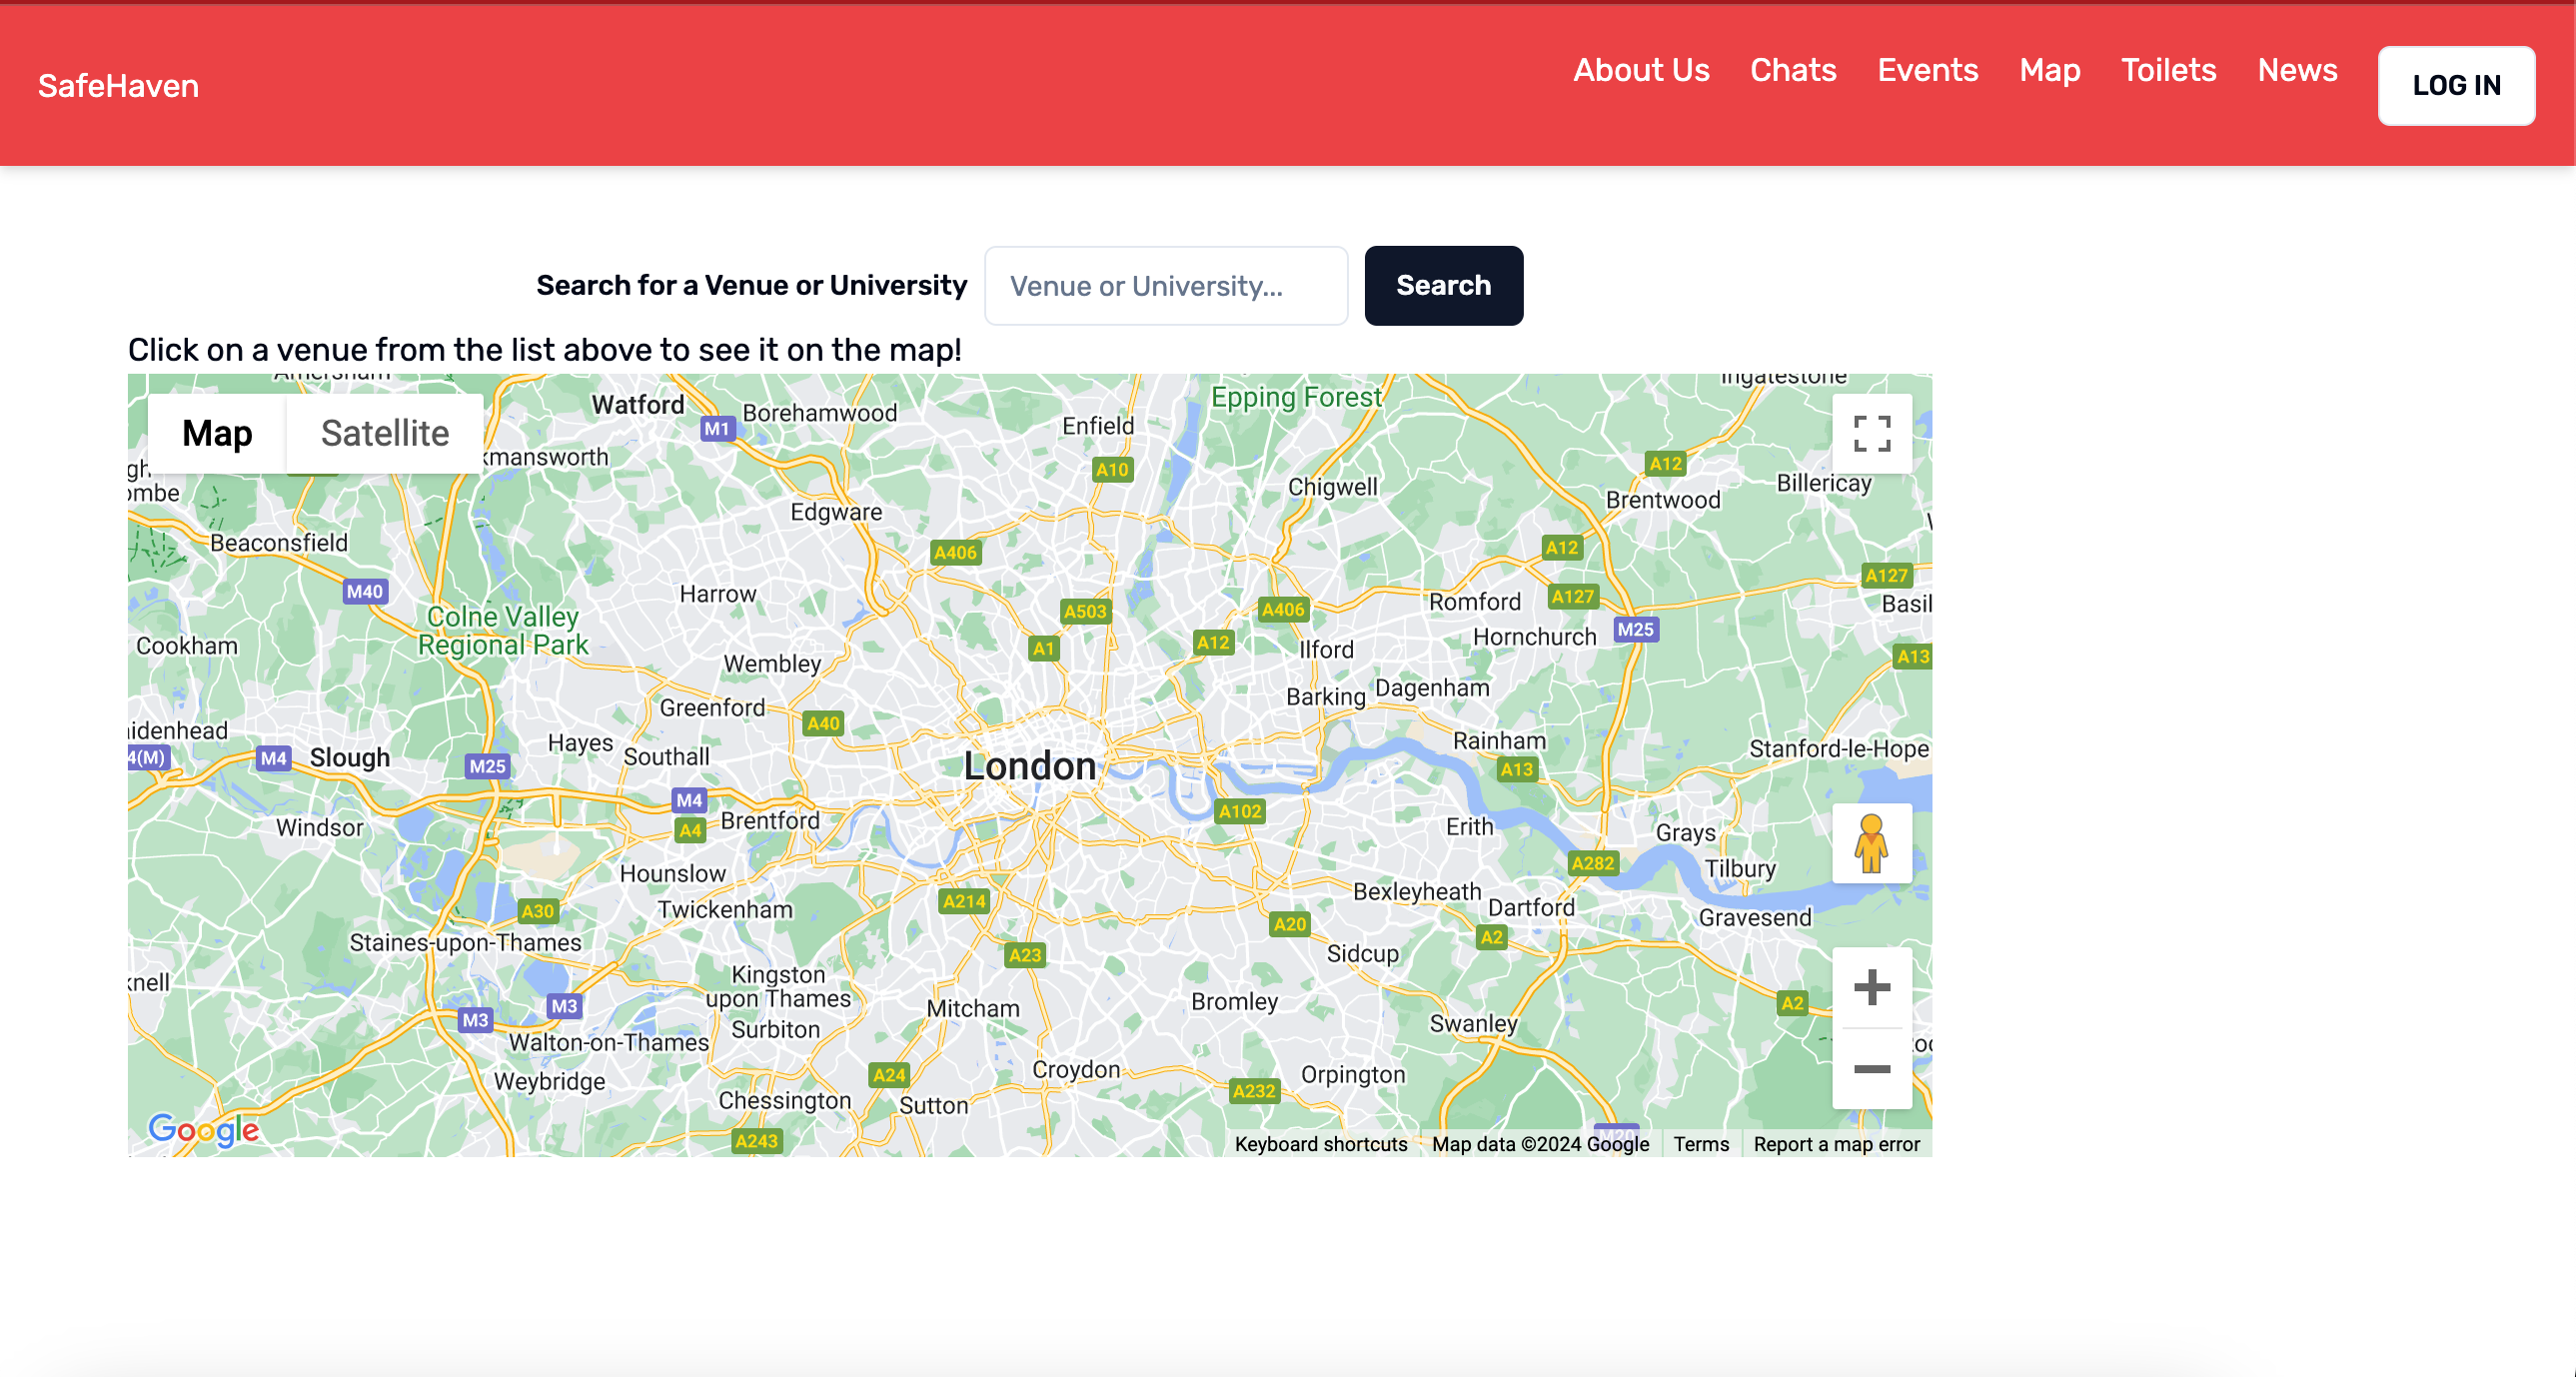 SafeHaven
About Us Chats Events Map Toilets News LOG IN
Search for a Venue or University Venue or University... Search
Click on a venue from the list above to see it on the map!
Map Satellite
Watford
Borehamwood
M1
Enfield
Epping Forest
A10
Chigwell
A12
Brentwood
Billericay
Edgware
Beaconsfield
A406
A12
M40
Harrow
A503
A406
Romford
A127
A127
Colne Valley
Regional Park
Cookham
A1
A12
Ilford
Hornchurch
M25
A13
Wembley
Barking
Dagenham
Greenford
A40
Hayes
Southall
Slough
M4
M25
London
Rainham
A13
Stanford-le-Hope
Windsor
M4
A4
Brentford
A102
Erith
Grays
A282
Tilbury
Hounslow
Bexleyheath
Dartford
Gravesend
A30
Twickenham
A214
A20
A2
Staines-upon-Thames
A23
Sidcup
Kingston
upon Thames
Surbiton
Mitcham
Bromley
A2
M3
M3
Swanley
Walton-on-Thames
Weybridge
A24
Croydon
A232
Orpington
Chessington
Sutton
A243
M20
Google
Keyboard shortcuts Map data ©2024 Google Terms Report a map error